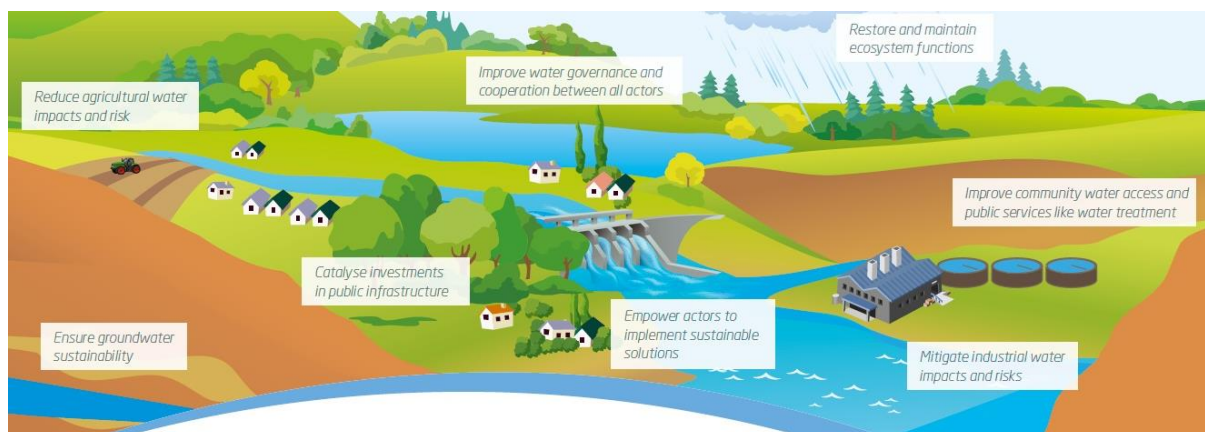 Restore and maintain
ecosystem functions
Improve water governance and
cooperation between all actors
Reduce agricultural water
impacts and risk
Improve community water access and
public services like water treatment
Catalyse investments
in public infrastructure
Empower actors to
implement sustainable
solutions
Ensure groundwater
sustainability
Mitigate industrial water
impacts and risks